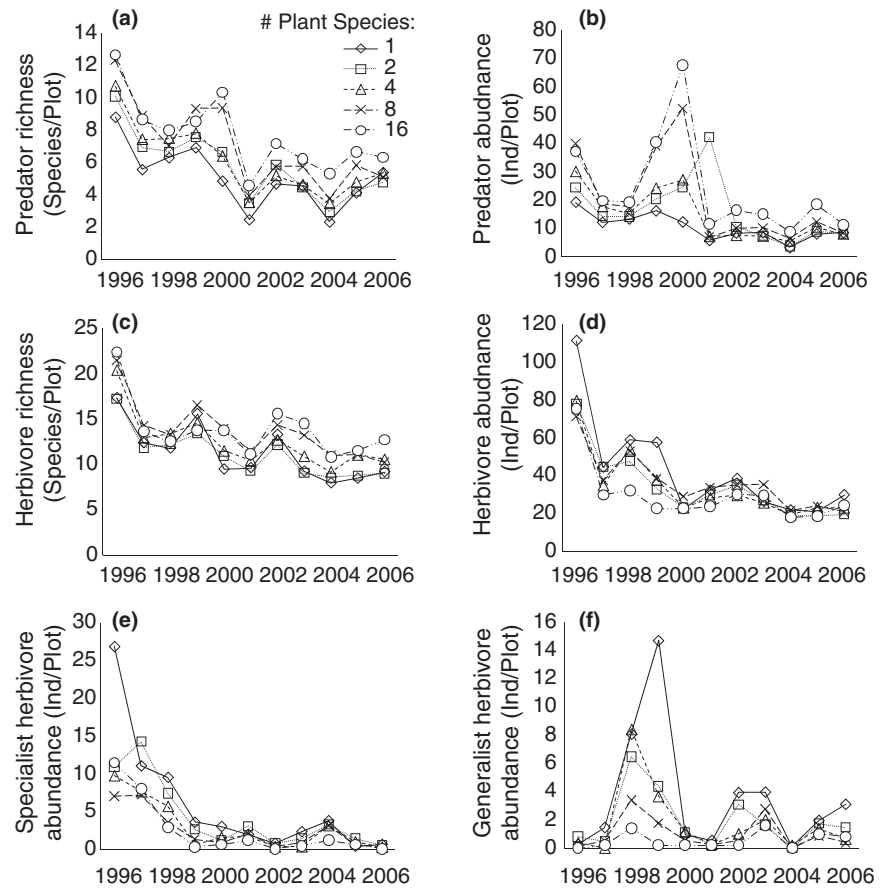 (a)
# Plant Species:
1
2
4
8
16
14
12
10
8
6
4
2
0
Predator richness
(Species/Plot)
1996 1998 2000 2002 2004 2006
(b)
80
70
60
50
40
30
20
10
0
Predator abudnance
(Ind/Plot)
1996 1998 2000 2002 2004 2006
(c)
25
20
15
10
5
0
Herbivore richness
(Species/Plot)
1996 1998 2000 2002 2004 2006
(d)
120
100
80
60
40
20
0
Herbivore abudnance
(Ind/Plot)
1996 1998 2000 2002 2004 2006
(e)
30
25
20
15
10
5
0
Specialist herbivore
abundance (Ind/Plot)
1996 1998 2000 2002 2004 2006
(f)
16
14
12
10
8
6
4
2
0
Generalist herbivore
abundance (Ind/Plot)
1996 1998 2000 2002 2004 2006